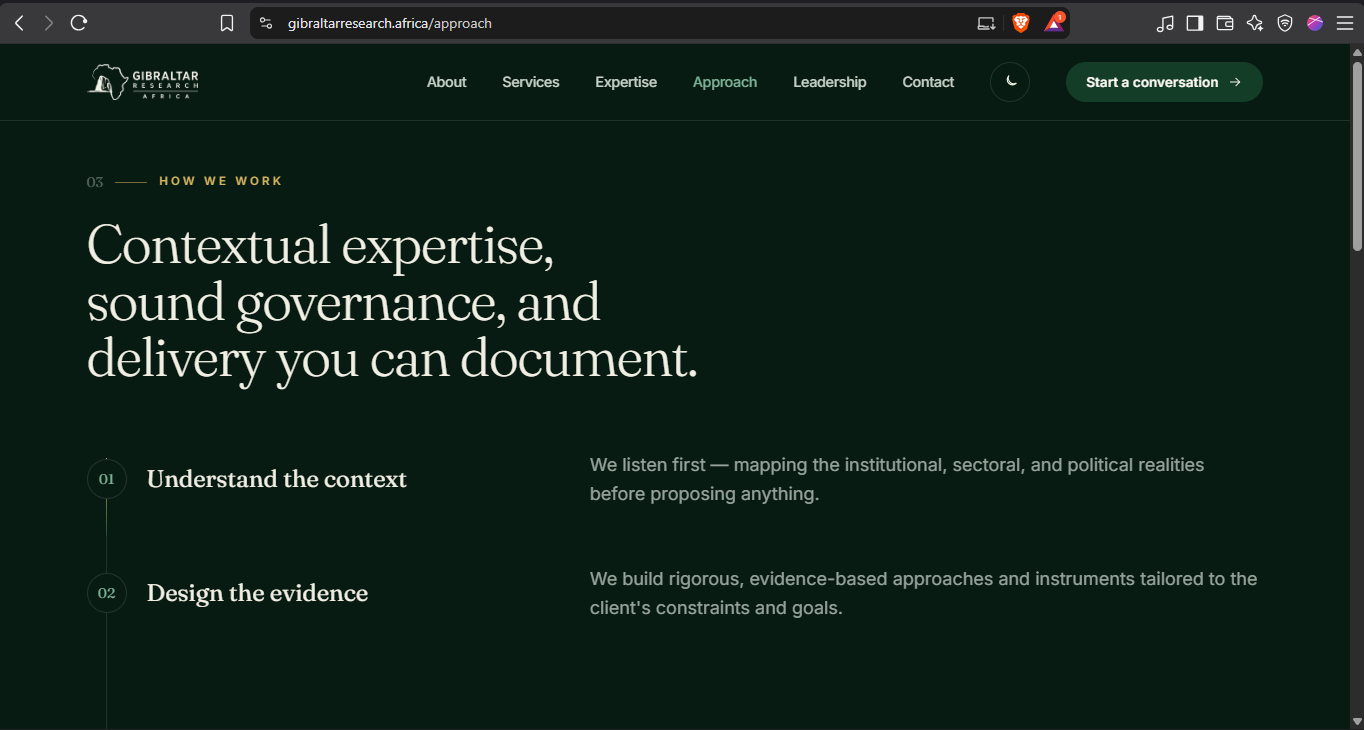 gibraltarresearch.africa/approach
1
GIBRALTAR
RESEARCH
AFRICA
About
Services
Expertise
Approach
Leadership
Contact
Start a conversation →
03
HOW WE WORK
Contextual expertise,
sound governance, and
delivery you can document.
01
Understand the context
We listen first — mapping the institutional, sectoral, and political realities
before proposing anything.
02
Design the evidence
We build rigorous, evidence-based approaches and instruments tailored to the
client's constraints and goals.